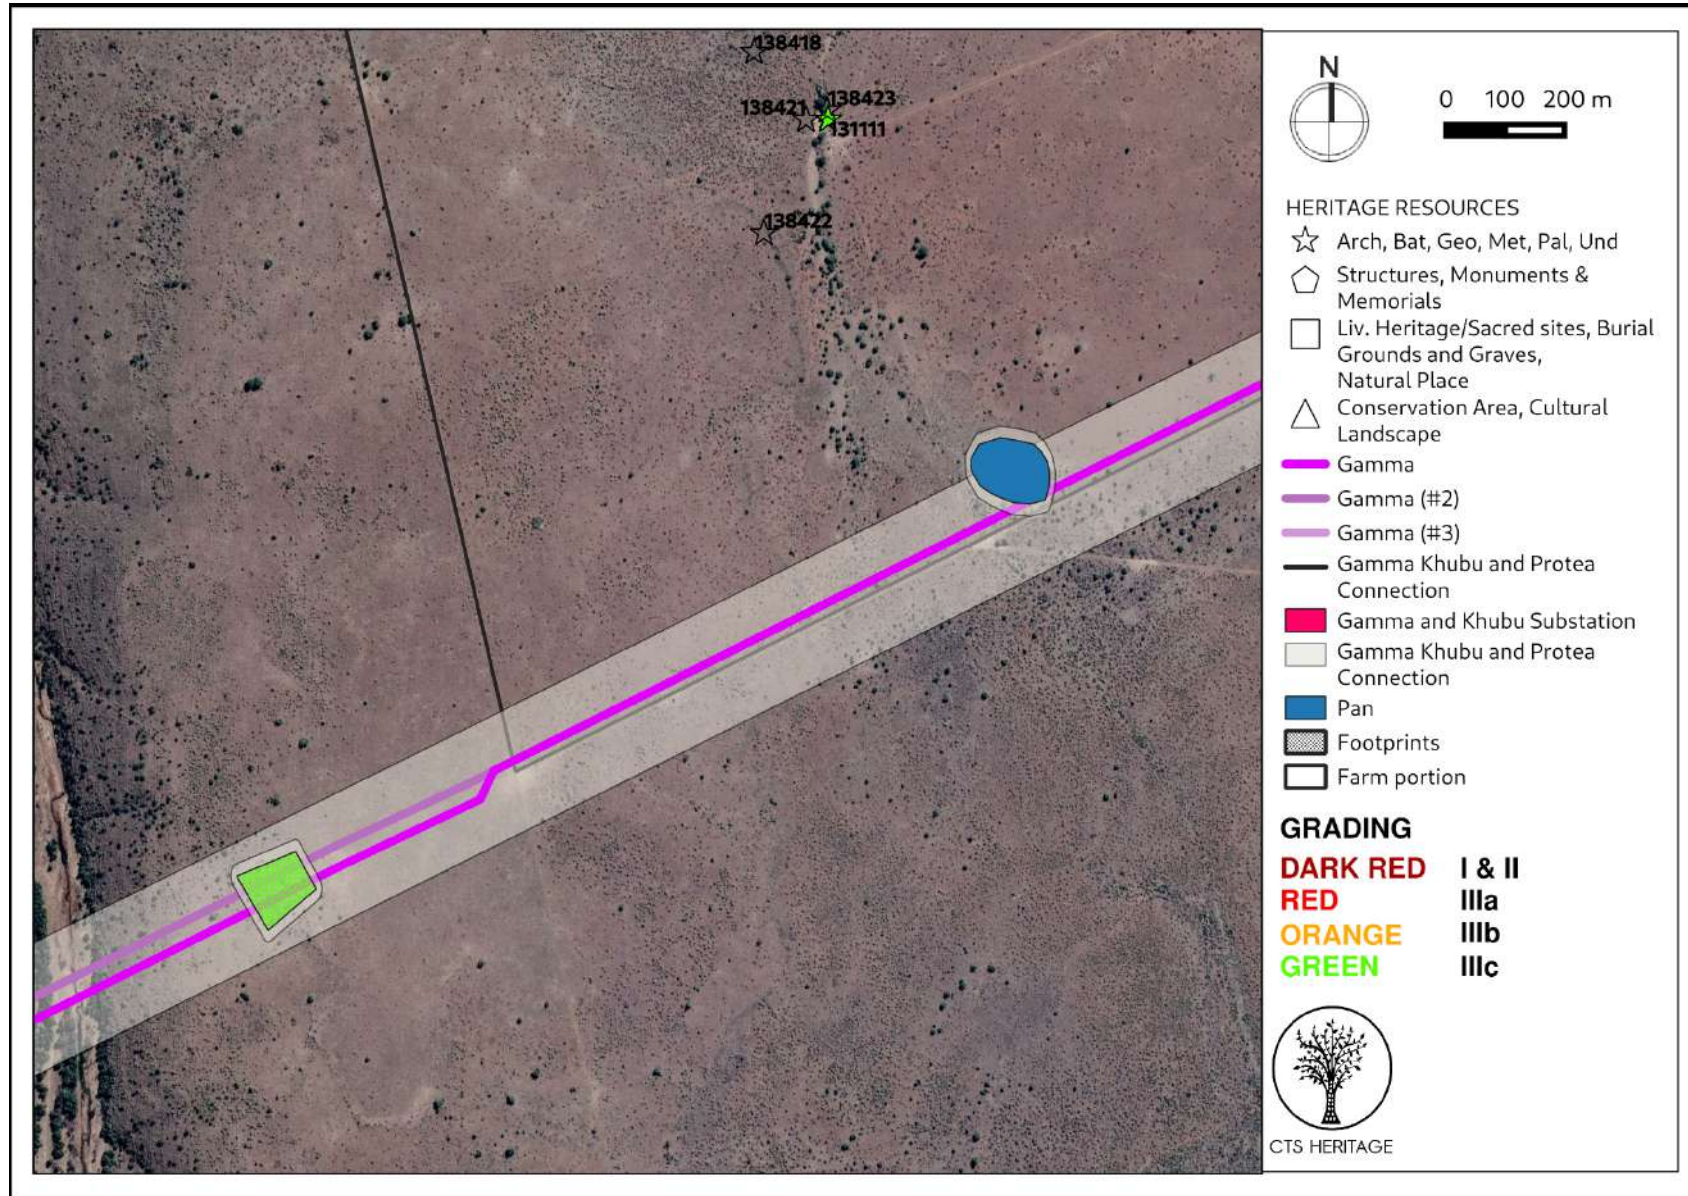 138418
138423
138421
131111
138422
N
0 100 200 m
HERITAGE RESOURCES
Arch, Bat, Geo, Met, Pal, Und
Structures, Monuments &
Memorials
Liv. Heritage/Sacred sites, Burial
Grounds and Graves,
Natural Place
Conservation Area, Cultural
Landscape
Gamma
Gamma (#2)
Gamma (#3)
Gamma Khubu and Protea
Connection
Gamma and Khubu Substation
Gamma Khubu and Protea
Connection
Pan
Footprints
Farm portion
GRADING
DARK RED I & II
RED IIIa
ORANGE IIIb
GREEN IIIc
CTS HERITAGE